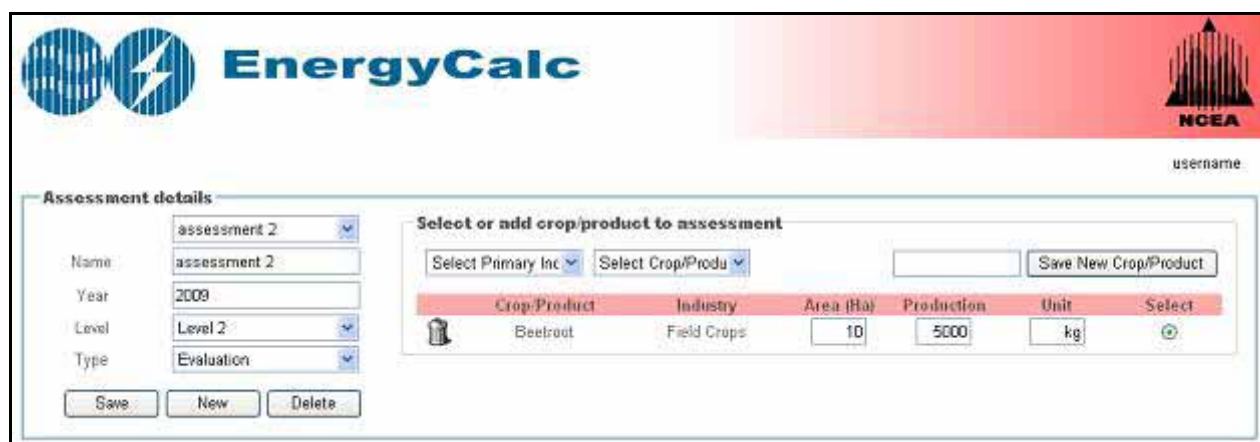 EnergyCalc
NCEA
username
Assessment details
assessment 2
Name assessment 2
Year 2009
Level Level 2
Type Evaluation
Save New Delete
Select or add crop/product to assessment
Select Primary Inc Select Crop/Produ Save New Crop/Product
Crop/Product Industry Area (Ha) Production Unit Select
Beetroot Field Crops 10 5000 kg